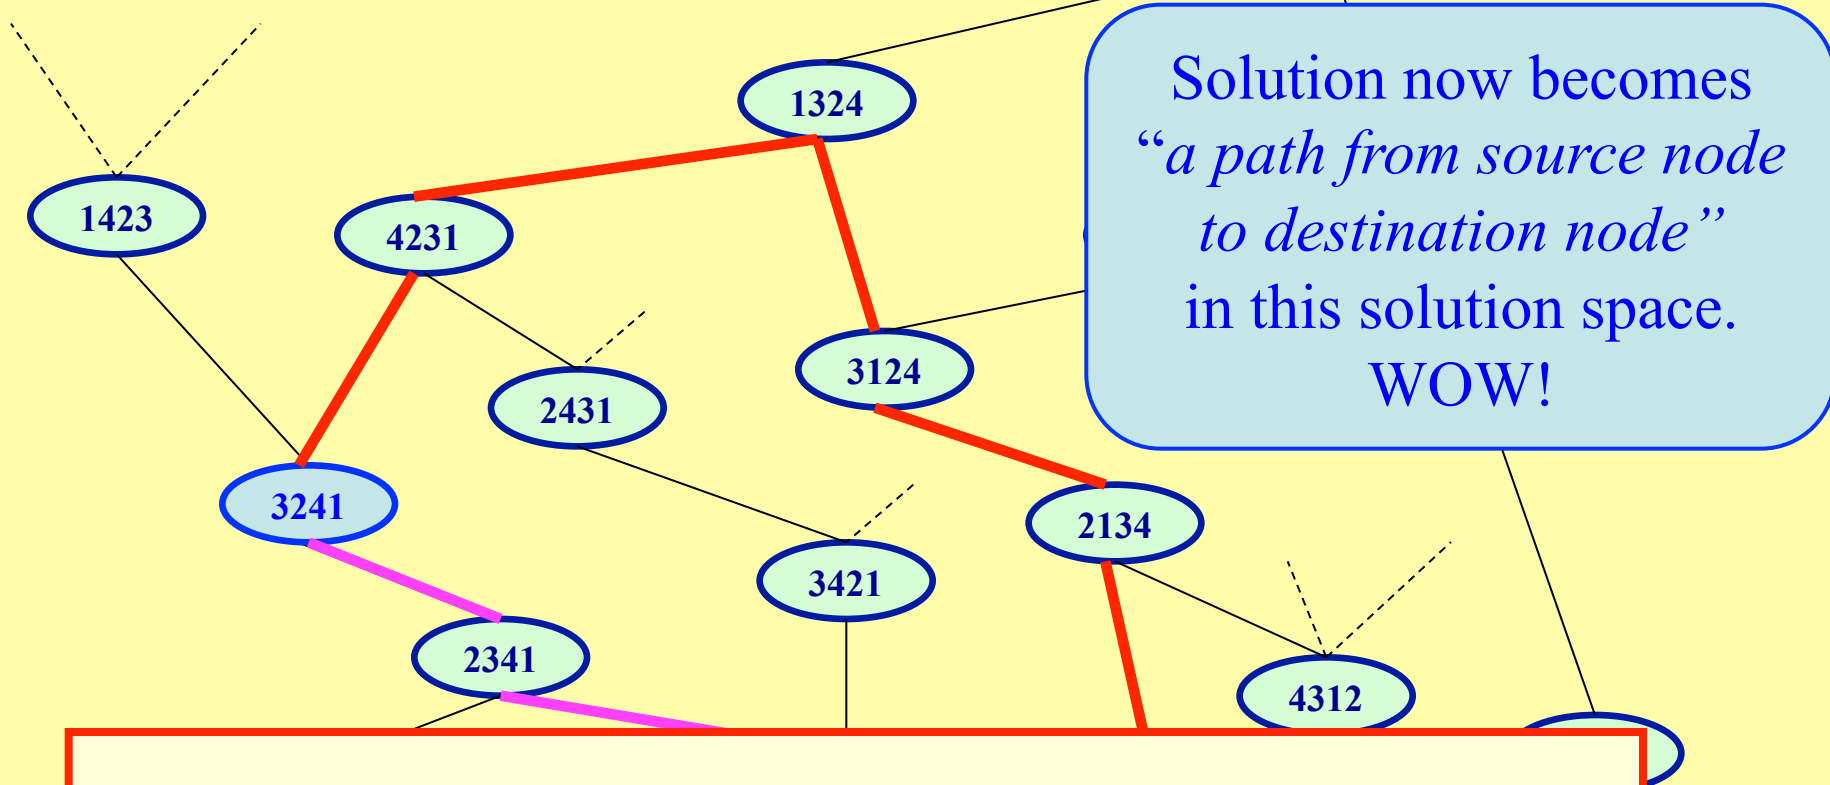 1324
Solution now becomes
“a path from source node
to destination node”
in this solution space.
WOW!
1423
4231
3124
2431
3241
2134
3421
2341
4312